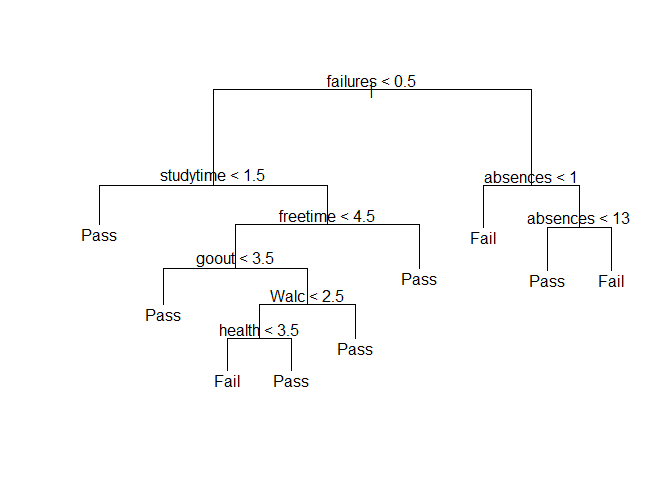 failures < 0.5
studytime < 1.5
absences < 1
Pass
freetime < 4.5
absences < 13
Fail
goout < 3.5
Pass
Pass
Fail
Pass
Walc < 2.5
health < 3.5
Pass
Fail
Pass